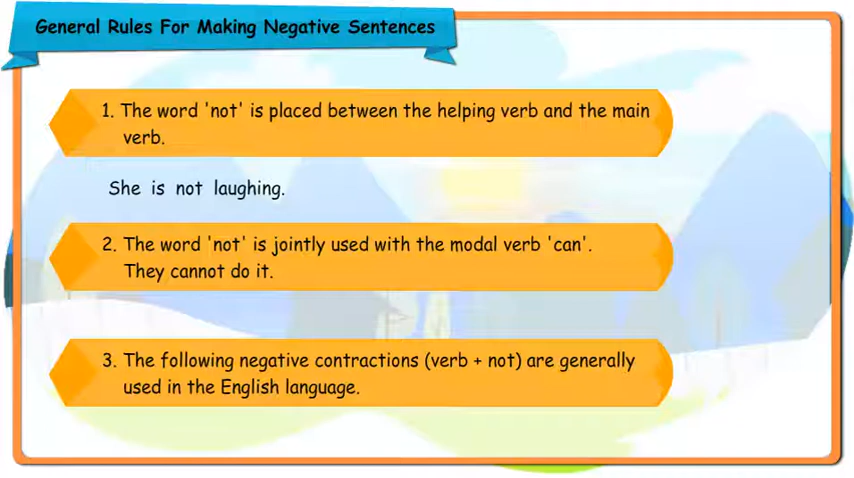 General Rules For Making Negative Sentences
1. The word 'not' is placed between the helping verb and the main
verb.
She is not laughing.
2. The word 'not' is jointly used with the modal verb 'can'.
They cannot do it.
3. The following negative contractions (verb + not) are generally
used in the English language.